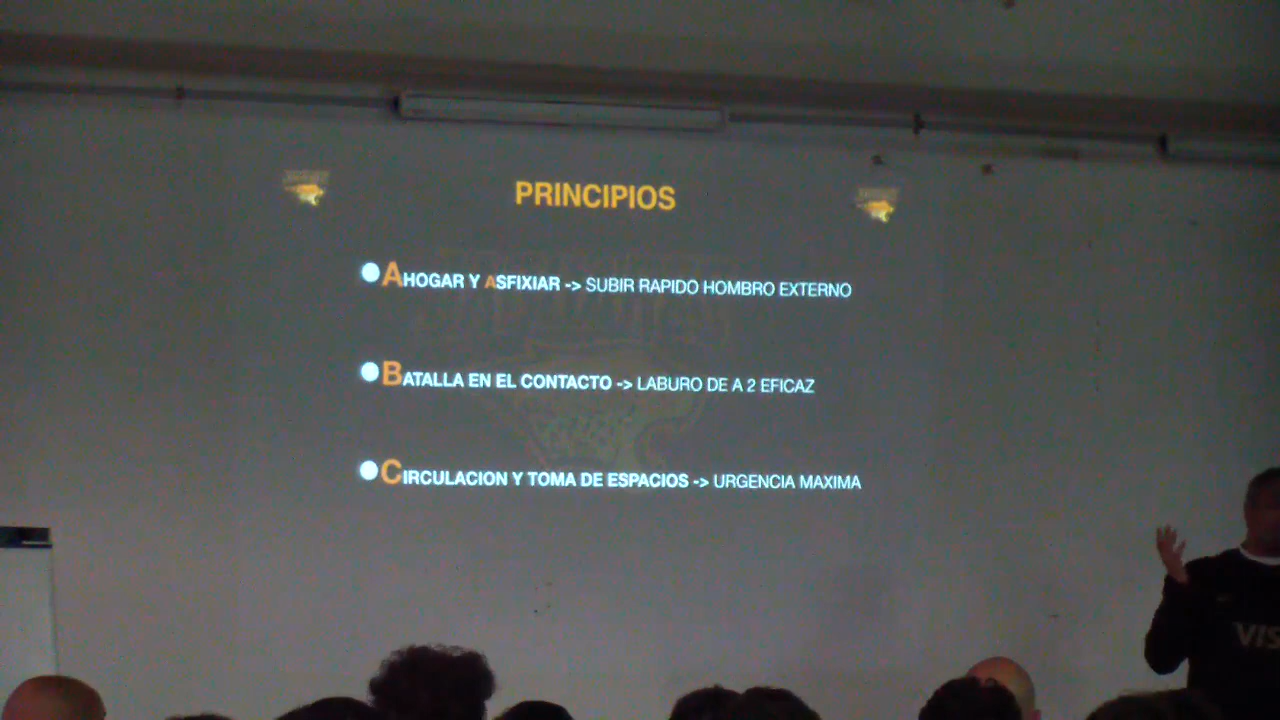 PRINCIPIOS
AHOGAR Y ASFIXIAR -> SUBIR RAPIDO HOMBRO EXTERNO
BATALLA EN EL CONTACTO -> LABURO DE A 2 EFICAZ
CIRCULACION Y TOMA DE ESPACIOS -> URGENCIA MAXIMA